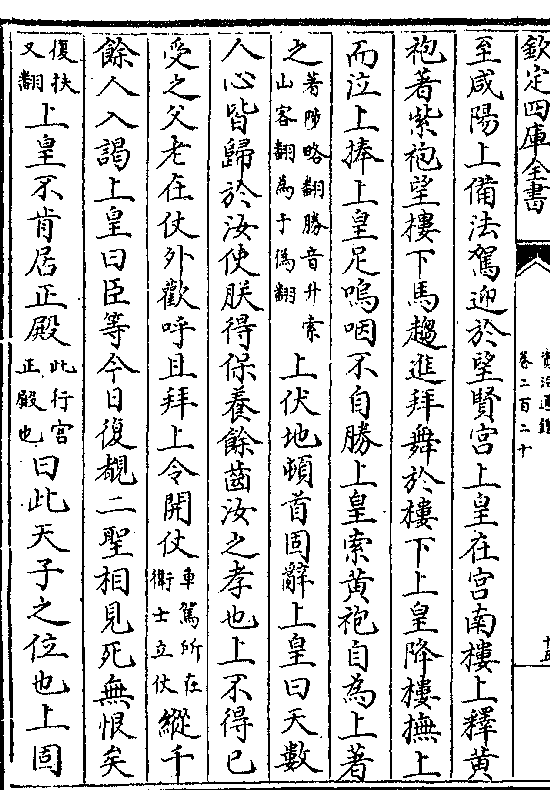 欽定四庫全書
資治通鑑
卷二百二十
至咸陽上備法駕迎於望賢宮上皇在宮南樓上釋黃
袍著紫袍望樓下馬趨進拜舞於樓下上皇降樓撫上
而泣上捧上皇足嗚咽不自勝上皇索黃袍自為上著
之著陟略翻勝音升索山客翻為于偽翻上伏地頓首固辭上皇曰天數
人心皆歸於汝使朕得保養餘齒汝之孝也上不得已
受之父老在仗外歡呼且拜上令開仗車駕所在衛士立仗縱千
餘人入謁上皇曰臣等今日復覩二聖相見死無恨矣
復扶又翻上皇不肯居正殿此行宮正殿也曰此天子之位也上固